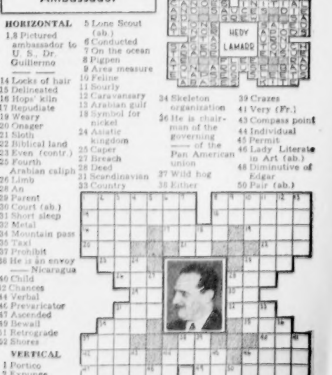 Ambassador
HORIZONTAL
1,8 Pictured
ambassador to
U. S., Dr.
Guillermo
14 Locks of hair
15 Delineated
16 Hops' kiln
17 Repudiate
19 Weary
20 Onager
21 Sloth
22 Biblical land
23 Even (contr.)
25 Fourth
Arabian caliph
26 Limb
28 An
29 Parent
30 Court (ab.)
31 Short sleep
32 Metal
34 Mountain pass
35 Taxi
37 Prohibit
38 He is an envoy
Nicaragua
40 Child
42 Chances
44 Verbal
46 Prevaricator
47 Ascended
49 Bewail
51 Retrograde
52 Shores
VERTICAL
1 Portico
5 Lone Scout
(ab.)
6 Conducted
7 On the ocean
8 Pigpen
9 Area measure
10 Feline
11 Sourly
12 Caravansary
13 Arabian gulf
18 Symbol for
nickel
24 Asiatic
kingdom
25 Caper
27 Breach
28 Deed
31 Scandinavian
33 Country
34 Skeleton
organization
36 He is chair-
man of the
governing
of the
Pan American
union
37 Wild hog
38 Either
39 Crazes
41 Very (Fr.)
43 Compass point
44 Individual
45 Permit
46 Lady Literate
in Art (ab.)
48 Diminutive of
Edgar
50 Pair (ab.)
HEDY
LAMARR